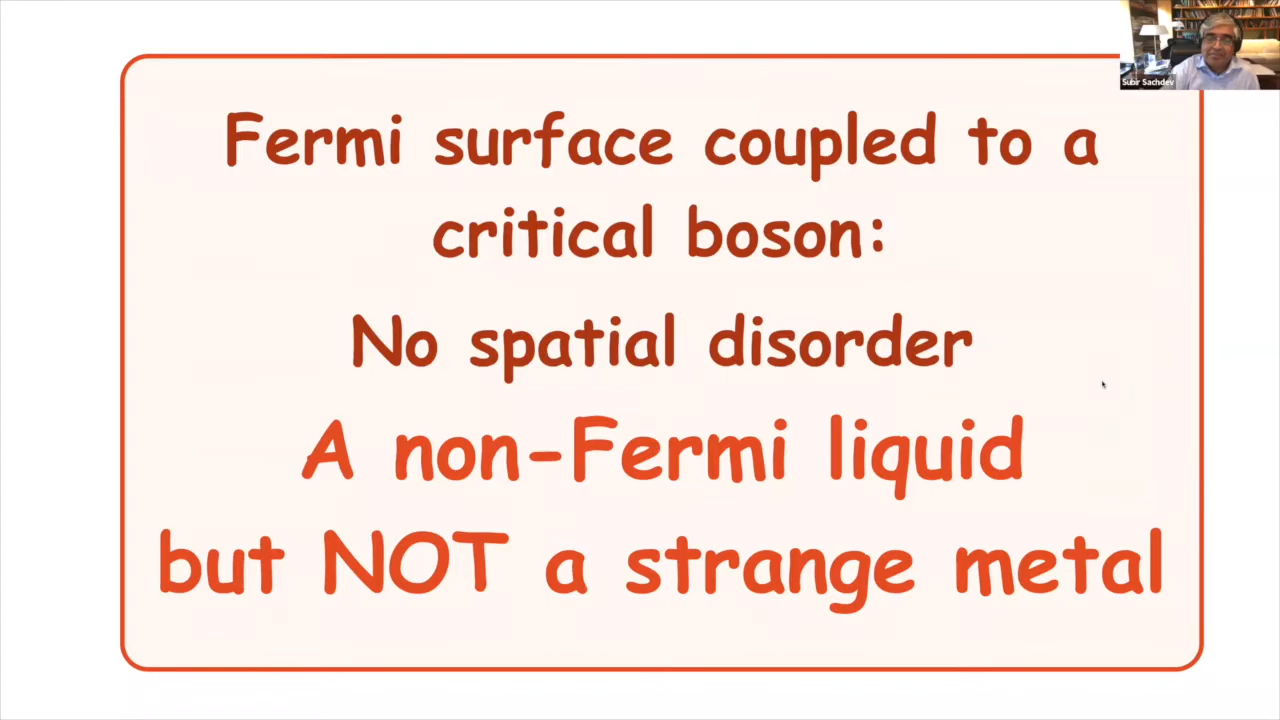 Subir Sachdev
Fermi surface coupled to a
critical boson:
No spatial disorder
A non-Fermi liquid
but NOT a strange metal